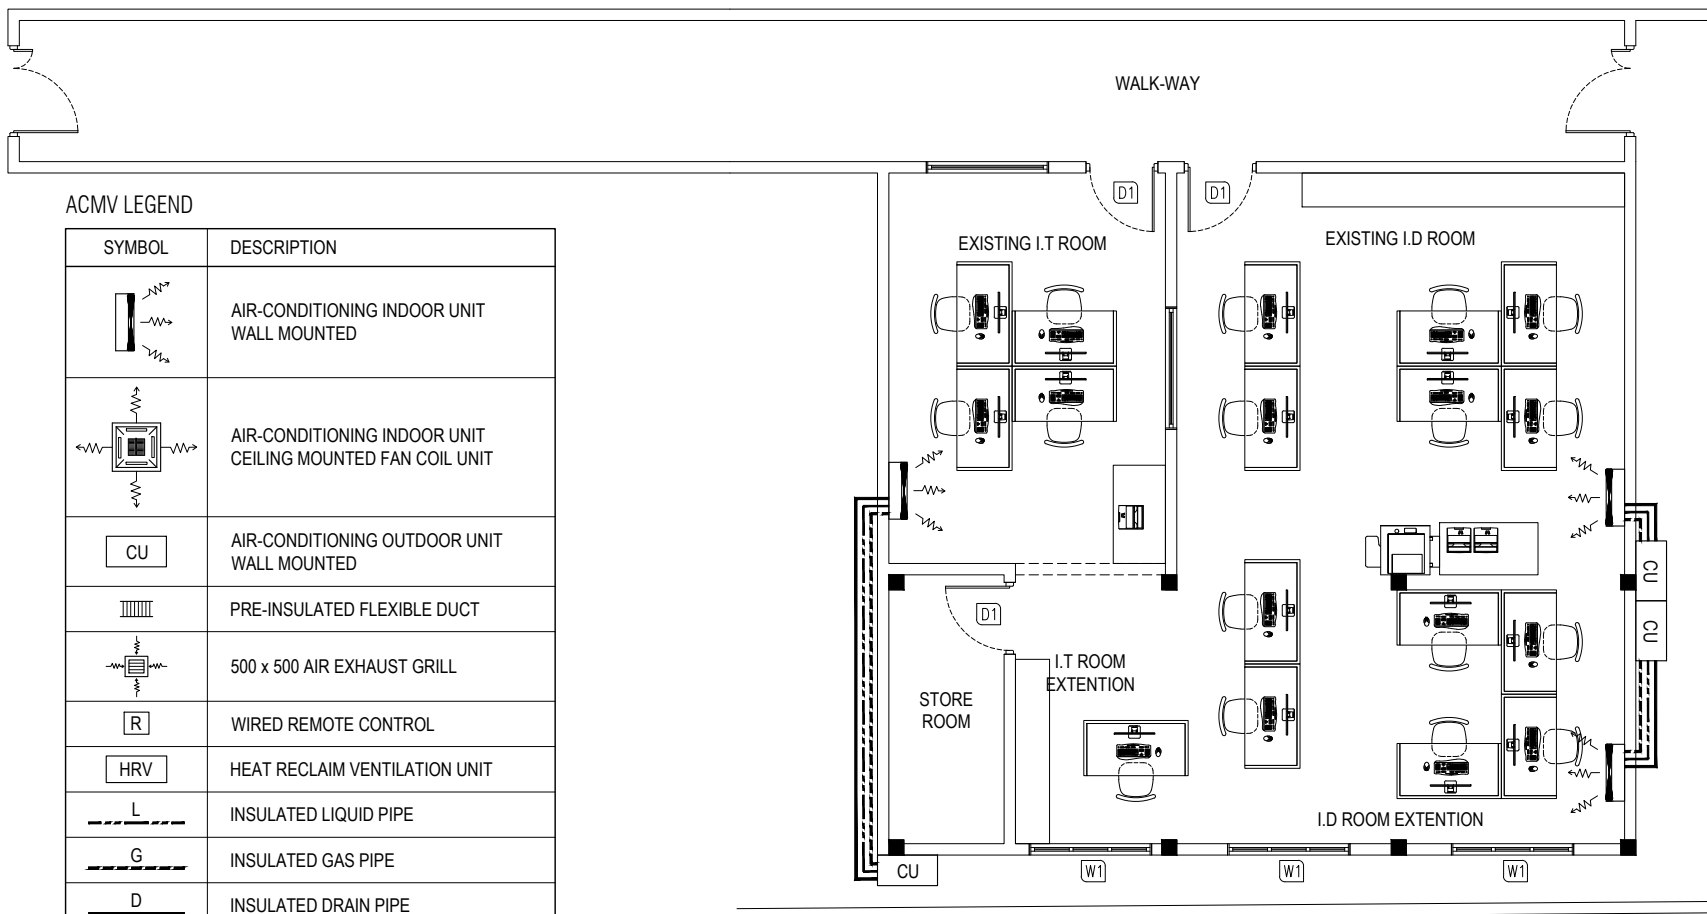 WALK-WAY
ACMV LEGEND
SYMBOL
DESCRIPTION
AIR-CONDITIONING INDOOR UNIT
WALL MOUNTED
AIR-CONDITIONING INDOOR UNIT
CEILING MOUNTED FAN COIL UNIT
CU
AIR-CONDITIONING OUTDOOR UNIT
WALL MOUNTED
PRE-INSULATED FLEXIBLE DUCT
500 x 500 AIR EXHAUST GRILL
R
WIRED REMOTE CONTROL
HRV
HEAT RECLAIM VENTILATION UNIT
L
INSULATED LIQUID PIPE
G
INSULATED GAS PIPE
D
INSULATED DRAIN PIPE
D1
D1
EXISTING I.T ROOM
EXISTING I.D ROOM
CU
CU
D1
I.T ROOM
EXTENTION
STORE
ROOM
I.D ROOM EXTENTION
CU
W1
W1
W1